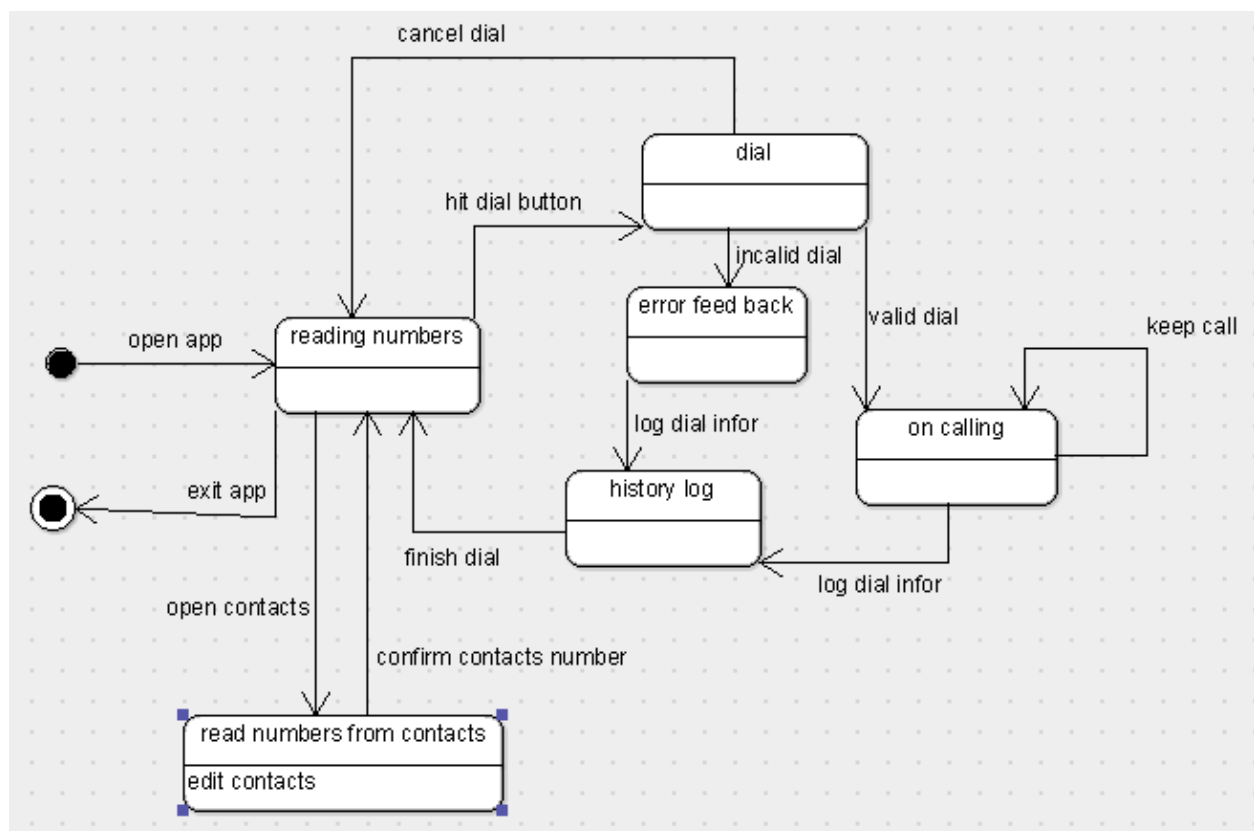 cancel dial
dial
hit dial button
incalid dial
error feed back
valid dial
keep call
open app
reading numbers
log dial infor
on calling
exit app
history log
finish dial
log dial infor
open contacts
confirm contacts number
read numbers from contacts
edit contacts